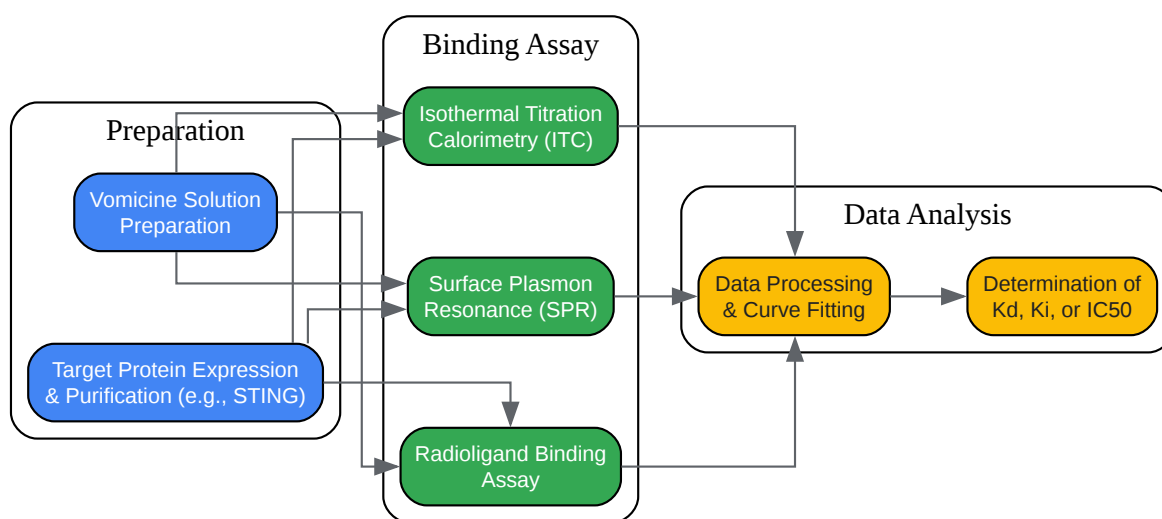 Preparation
Vomicine Solution
Preparation
Target Protein Expression
& Purification (e.g., STING)
Binding Assay
Isothermal Titration
Calorimetry (ITC)
Surface Plasmon
Resonance (SPR)
Radioligand Binding
Assay
Data Analysis
Data Processing
& Curve Fitting
Determination of
Kd, Ki, or IC50